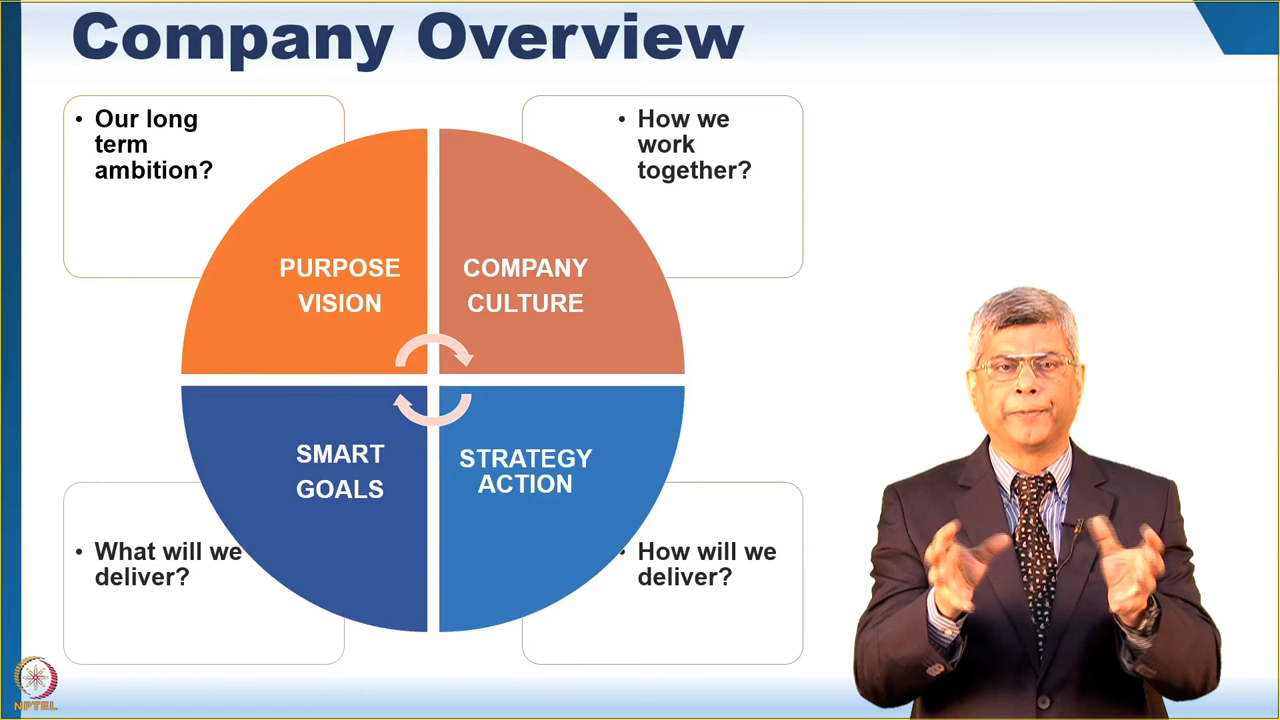 Company Overview
• Our long
term
ambition?
• How we
work
together?
PURPOSE
VISION
COMPANY
CULTURE
SMART
GOALS
STRATEGY
ACTION
• What will we
deliver?
• How will we
deliver?
NPTEL